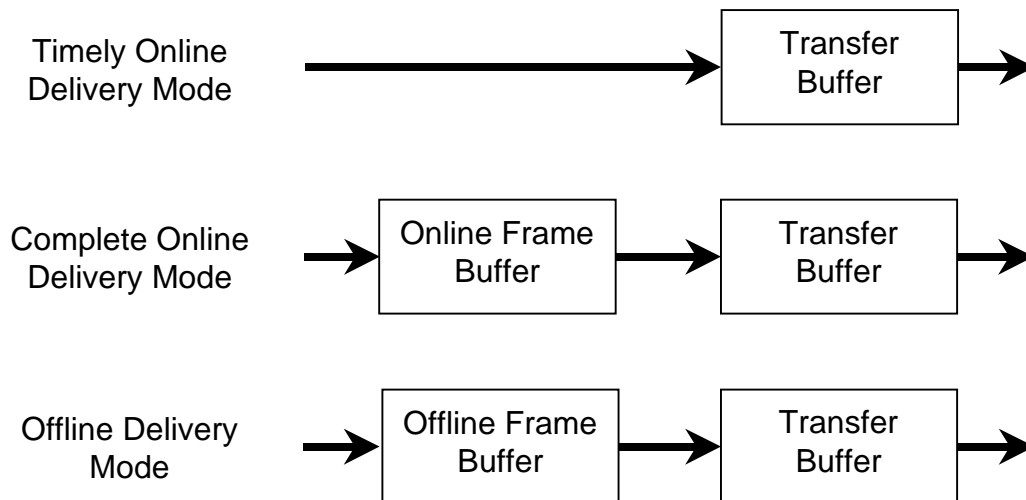 Timely Online
Delivery Mode
Transfer
Buffer
Complete Online
Delivery Mode
Online Frame
Buffer
Transfer
Buffer
Offline Delivery
Mode
Offline Frame
Buffer
Transfer
Buffer